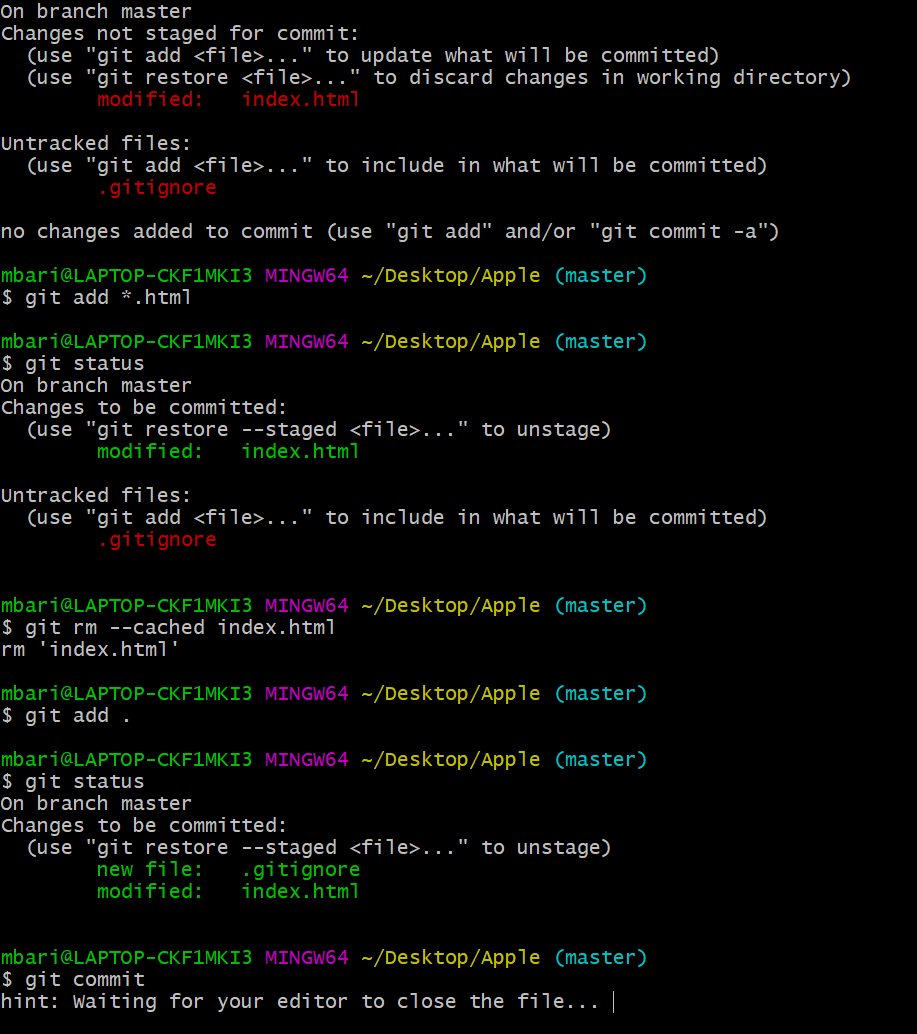 On branch master
Changes not staged for commit:
  (use "git add <file>..." to update what will be committed)
  (use "git restore <file>..." to discard changes in working directory)
        modified:   index.html

Untracked files:
  (use "git add <file>..." to include in what will be committed)
        .gitignore

no changes added to commit (use "git add" and/or "git commit -a")

mbari@LAPTOP-CKF1MKI3 MINGW64 ~/Desktop/Apple (master)
$ git add *.html

mbari@LAPTOP-CKF1MKI3 MINGW64 ~/Desktop/Apple (master)
$ git status
On branch master
Changes to be committed:
  (use "git restore --staged <file>..." to unstage)
        modified:   index.html

Untracked files:
  (use "git add <file>..." to include in what will be committed)
        .gitignore


mbari@LAPTOP-CKF1MKI3 MINGW64 ~/Desktop/Apple (master)
$ git rm --cached index.html
rm 'index.html'

mbari@LAPTOP-CKF1MKI3 MINGW64 ~/Desktop/Apple (master)
$ git add .

mbari@LAPTOP-CKF1MKI3 MINGW64 ~/Desktop/Apple (master)
$ git status
On branch master
Changes to be committed:
  (use "git restore --staged <file>..." to unstage)
        new file:   .gitignore
        modified:   index.html


mbari@LAPTOP-CKF1MKI3 MINGW64 ~/Desktop/Apple (master)
$ git commit
hint: Waiting for your editor to close the file...